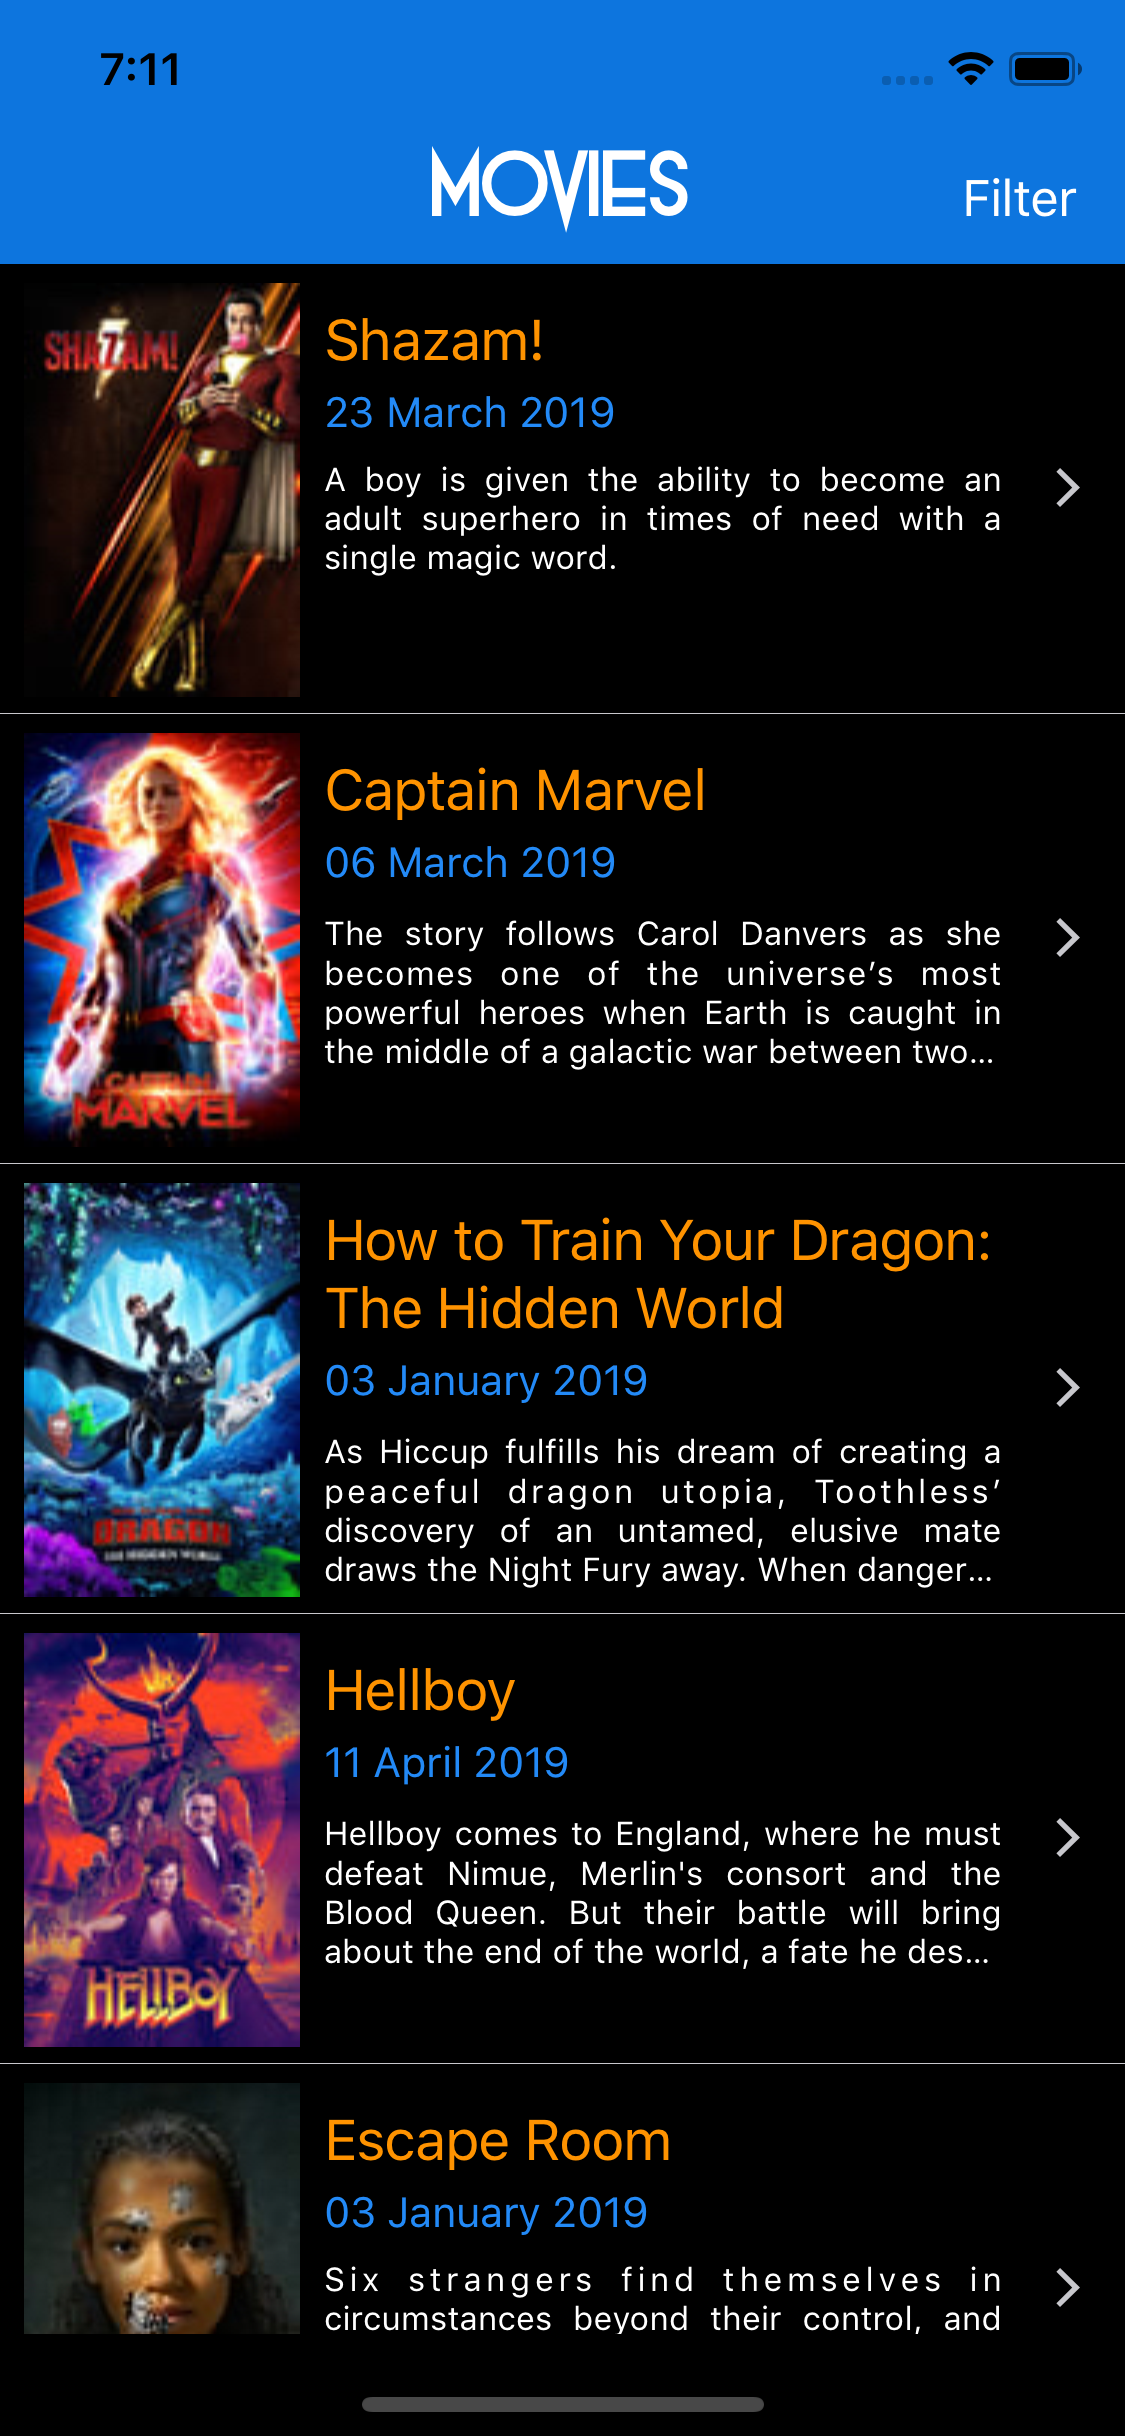 7:11
MOVIES
Filter
SHAZAM!
Shazam!
23 March 2019
A boy is given the ability to become an
adult superhero in times of need with a
single magic word.
CAPTAIN
MARVEL
Captain Marvel
06 March 2019
The story follows Carol Danvers as she
becomes one of the universe’s most
powerful heroes when Earth is caught in
the middle of a galactic war between two...
DRAGON
THE HIDDEN WORLD
How to Train Your Dragon:
The Hidden World
03 January 2019
As Hiccup fulfills his dream of creating a
peaceful dragon utopia, Toothless’
discovery of an untamed, elusive mate
draws the Night Fury away. When danger...
HELLBOY
Hellboy
11 April 2019
Hellboy comes to England, where he must
defeat Nimue, Merlin's consort and the
Blood Queen. But their battle will bring
about the end of the world, a fate he des...
Escape Room
03 January 2019
Six strangers find themselves in
circumstances beyond their control, and